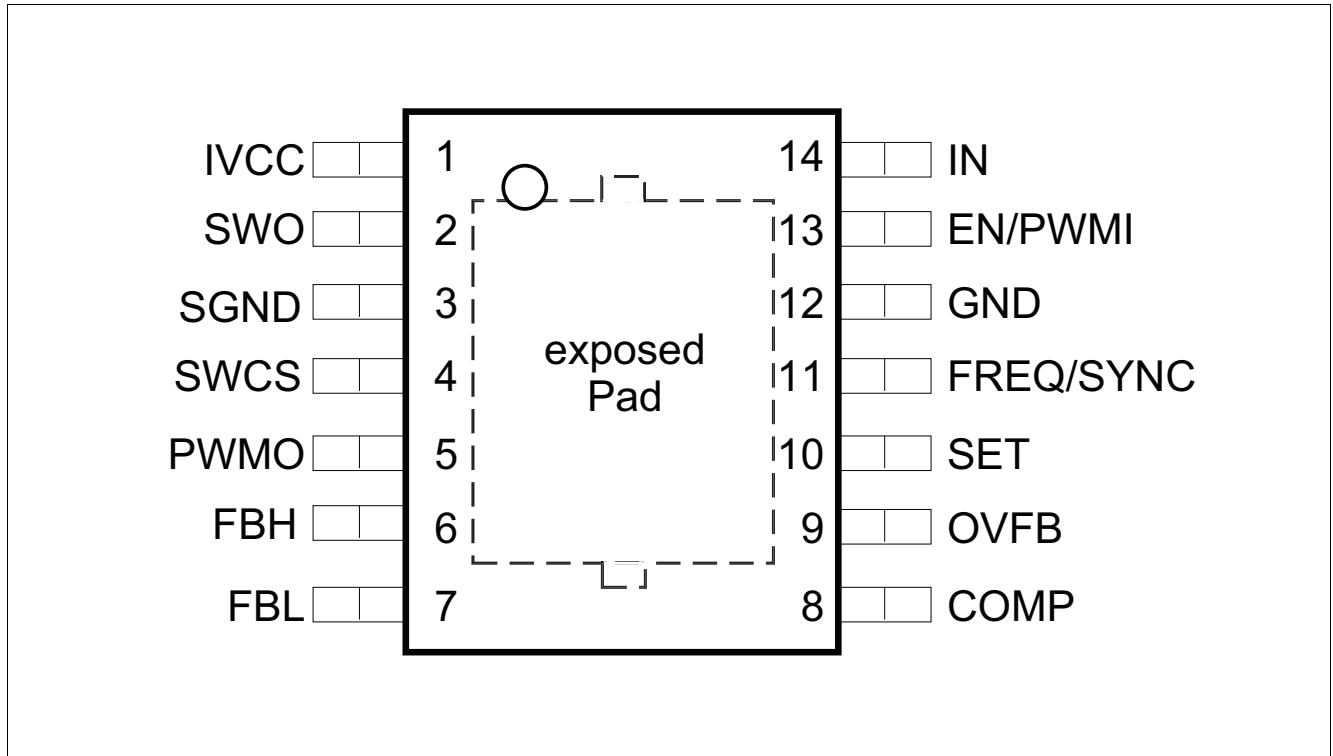 IVCC 1 14 IN
SWO 2 13 EN/PWMI
SGND 3 12 GND
SWCS 4 11 FREQ/SYNC
exposed
Pad
PWMO 5 10 SET
FBH 6 9 OVFB
FBL 7 8 COMP